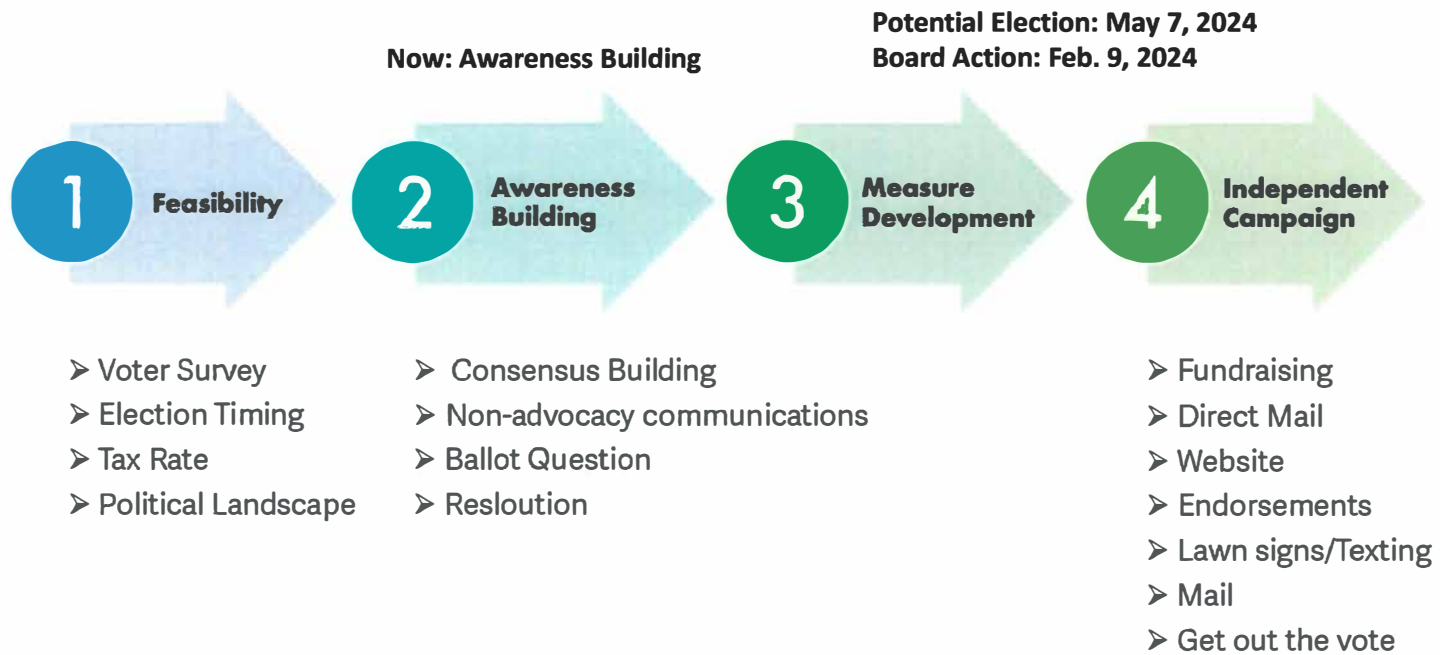 Potential Election: May 7, 2024
Board Action: Feb. 9, 2024
Now: Awareness Building
1
Feasibility
2
Awareness
Building
3
Measure
Development
4
Independent
Campaign
➢ Voter Survey
➢ Election Timing
➢ Tax Rate
➢ Political Landscape
➢ Consensus Building
➢ Non-advocacy communications
➢ Ballot Question
➢ Resloution
➢ Fundraising
➢ Direct Mail
➢ Website
➢ Endorsements
➢ Lawn signs/Texting
➢ Mail
➢ Get out the vote